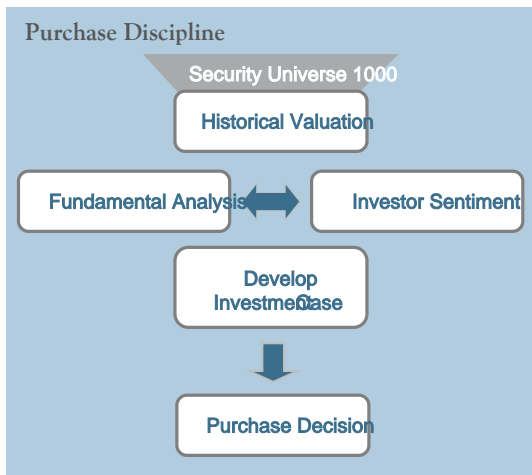 Purchase Discipline
Security Universe 1000
Historical Valuation
Fundamental Analysis
Investor Sentiment
Develop
Investment Case
Purchase Decision